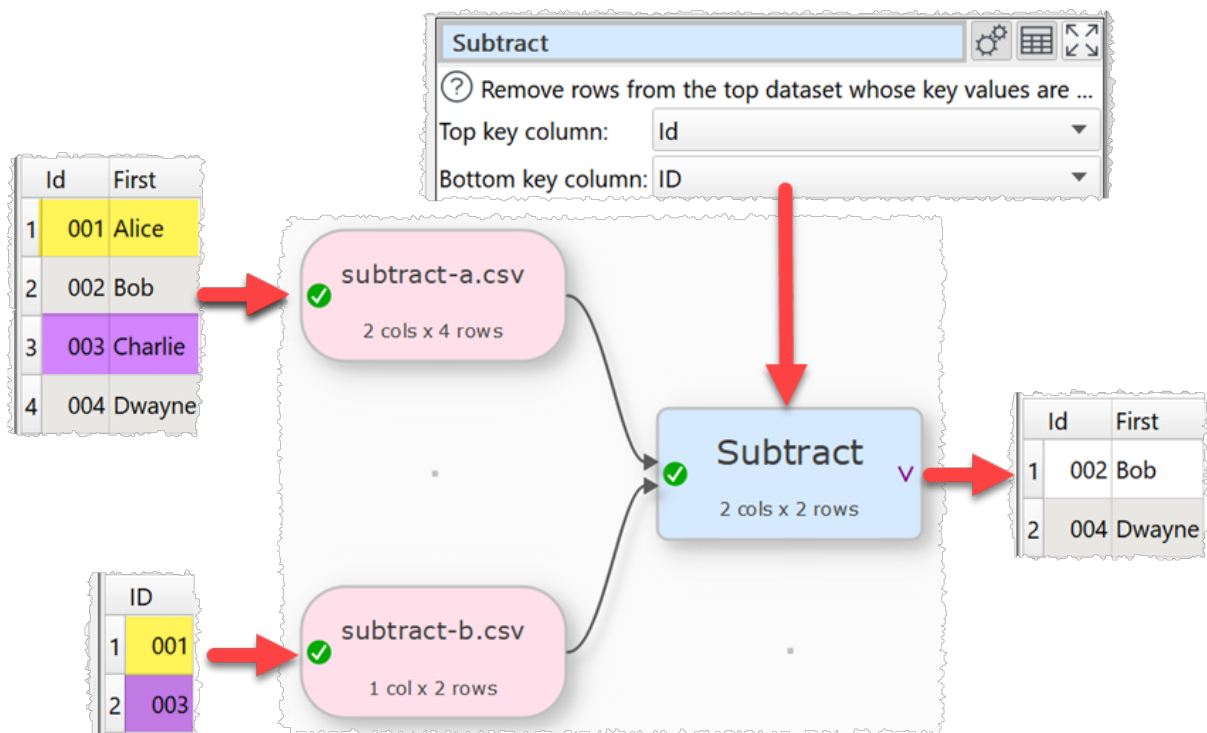 Subtract
? Remove rows from the top dataset whose key values are ...
Top key column: Id
Bottom key column: ID
Id First
1 001 Alice
2 002 Bob
3 003 Charlie
4 004 Dwayne
subtract-a.csv
2 cols x 4 rows
Subtract
2 cols x 2 rows
Id First
1 002 Bob
2 004 Dwayne
ID
1 001
2 003
subtract-b.csv
1 col x 2 rows